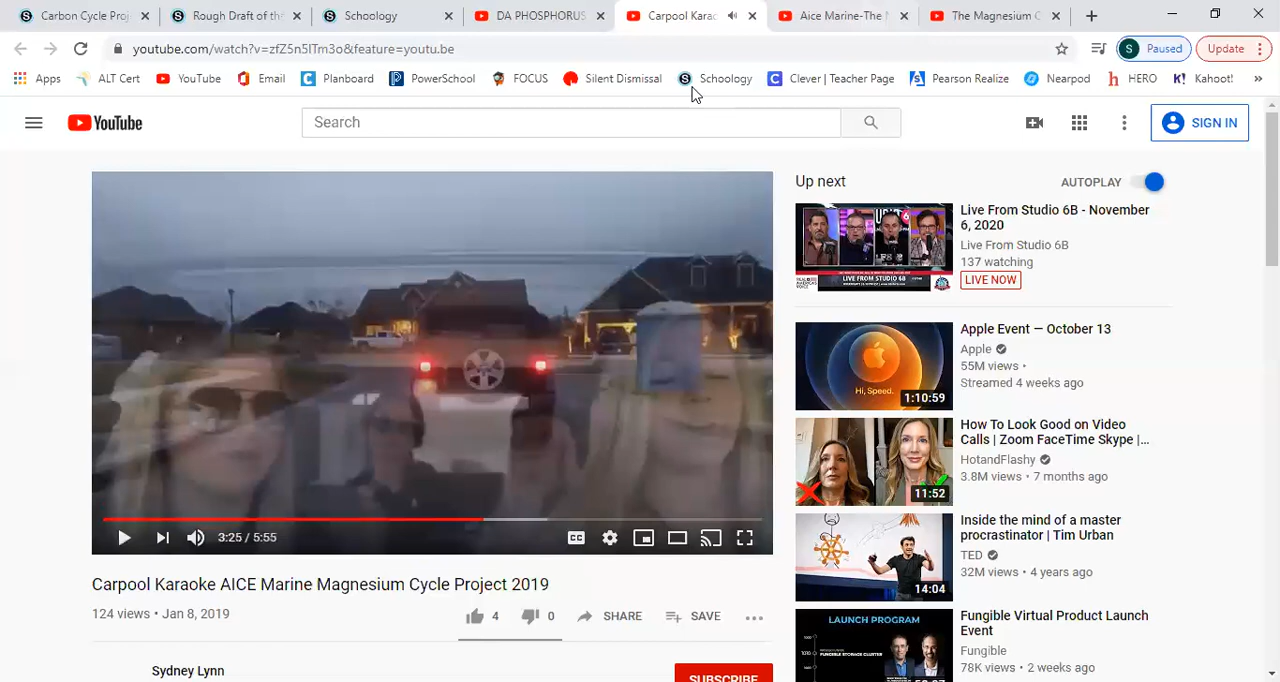 Carbon Cycle Proj
Rough Draft of th
Schoology
DA PHOSPHORUS
Carpool Karao
Aice Marine-The
The Magnesium C
youtube.com/watch?v=zfZ5n5lTm3o&feature=youtu.be
S Paused
Update
Apps
ALT Cert
YouTube
Email
Planboard
PowerSchool
FOCUS
Silent Dismissal
Schoology
Clever | Teacher Page
Pearson Realize
Nearpod
HERO
Kahoot!
»
YouTube
Search
SIGN IN
Up next
AUTOPLAY
Live From Studio 6B - November
6, 2020
Live From Studio 6B
137 watching
LIVE NOW
LIVE FROM STUDIO 6B
Apple Event — October 13
Apple
55M views •
Streamed 4 weeks ago
Hi, Speed.
1:10:59
How To Look Good on Video
Calls | Zoom FaceTime Skype |...
HotandFlashy
3.8M views • 7 months ago
11:52
Inside the mind of a master
procrastinator | Tim Urban
TED
32M views • 4 years ago
14:04
Fungible Virtual Product Launch
Event
Fungible
78K views • 2 weeks ago
LAUNCH PROGRAM
3:25 / 5:55
CC
Carpool Karaoke AICE Marine Magnesium Cycle Project 2019
124 views • Jan 8, 2019
4
0
SHARE
SAVE
Sydney Lynn
SUBSCRIBE